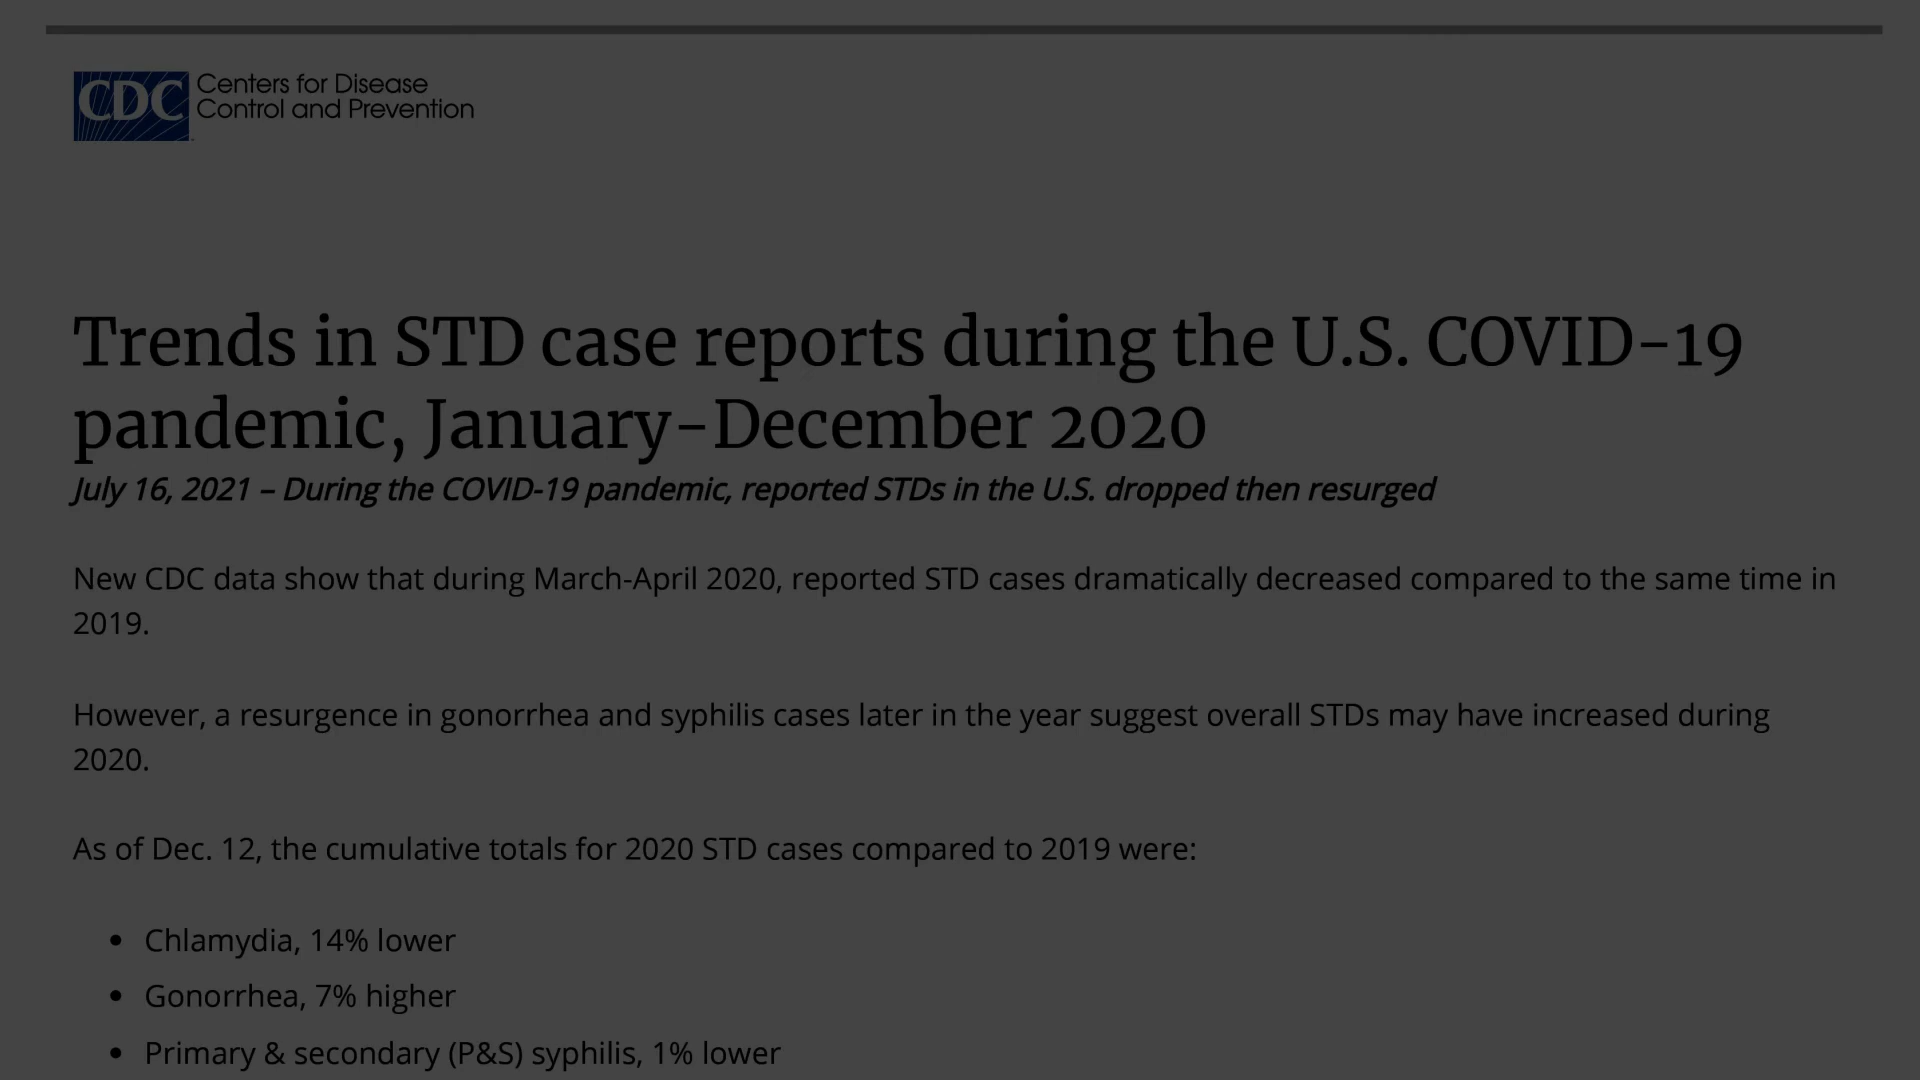 CDC Centers for Disease
Control and Prevention
Trends in STD case reports during the U.S. COVID-19
pandemic, January-December 2020
July 16, 2021 – During the COVID-19 pandemic, reported STDs in the U.S. dropped then resurged
New CDC data show that during March-April 2020, reported STD cases dramatically decreased compared to the same time in
2019.
However, a resurgence in gonorrhea and syphilis cases later in the year suggest overall STDs may have increased during
2020.
As of Dec. 12, the cumulative totals for 2020 STD cases compared to 2019 were:
• Chlamydia, 14% lower
• Gonorrhea, 7% higher
• Primary & secondary (P&S) syphilis, 1% lower